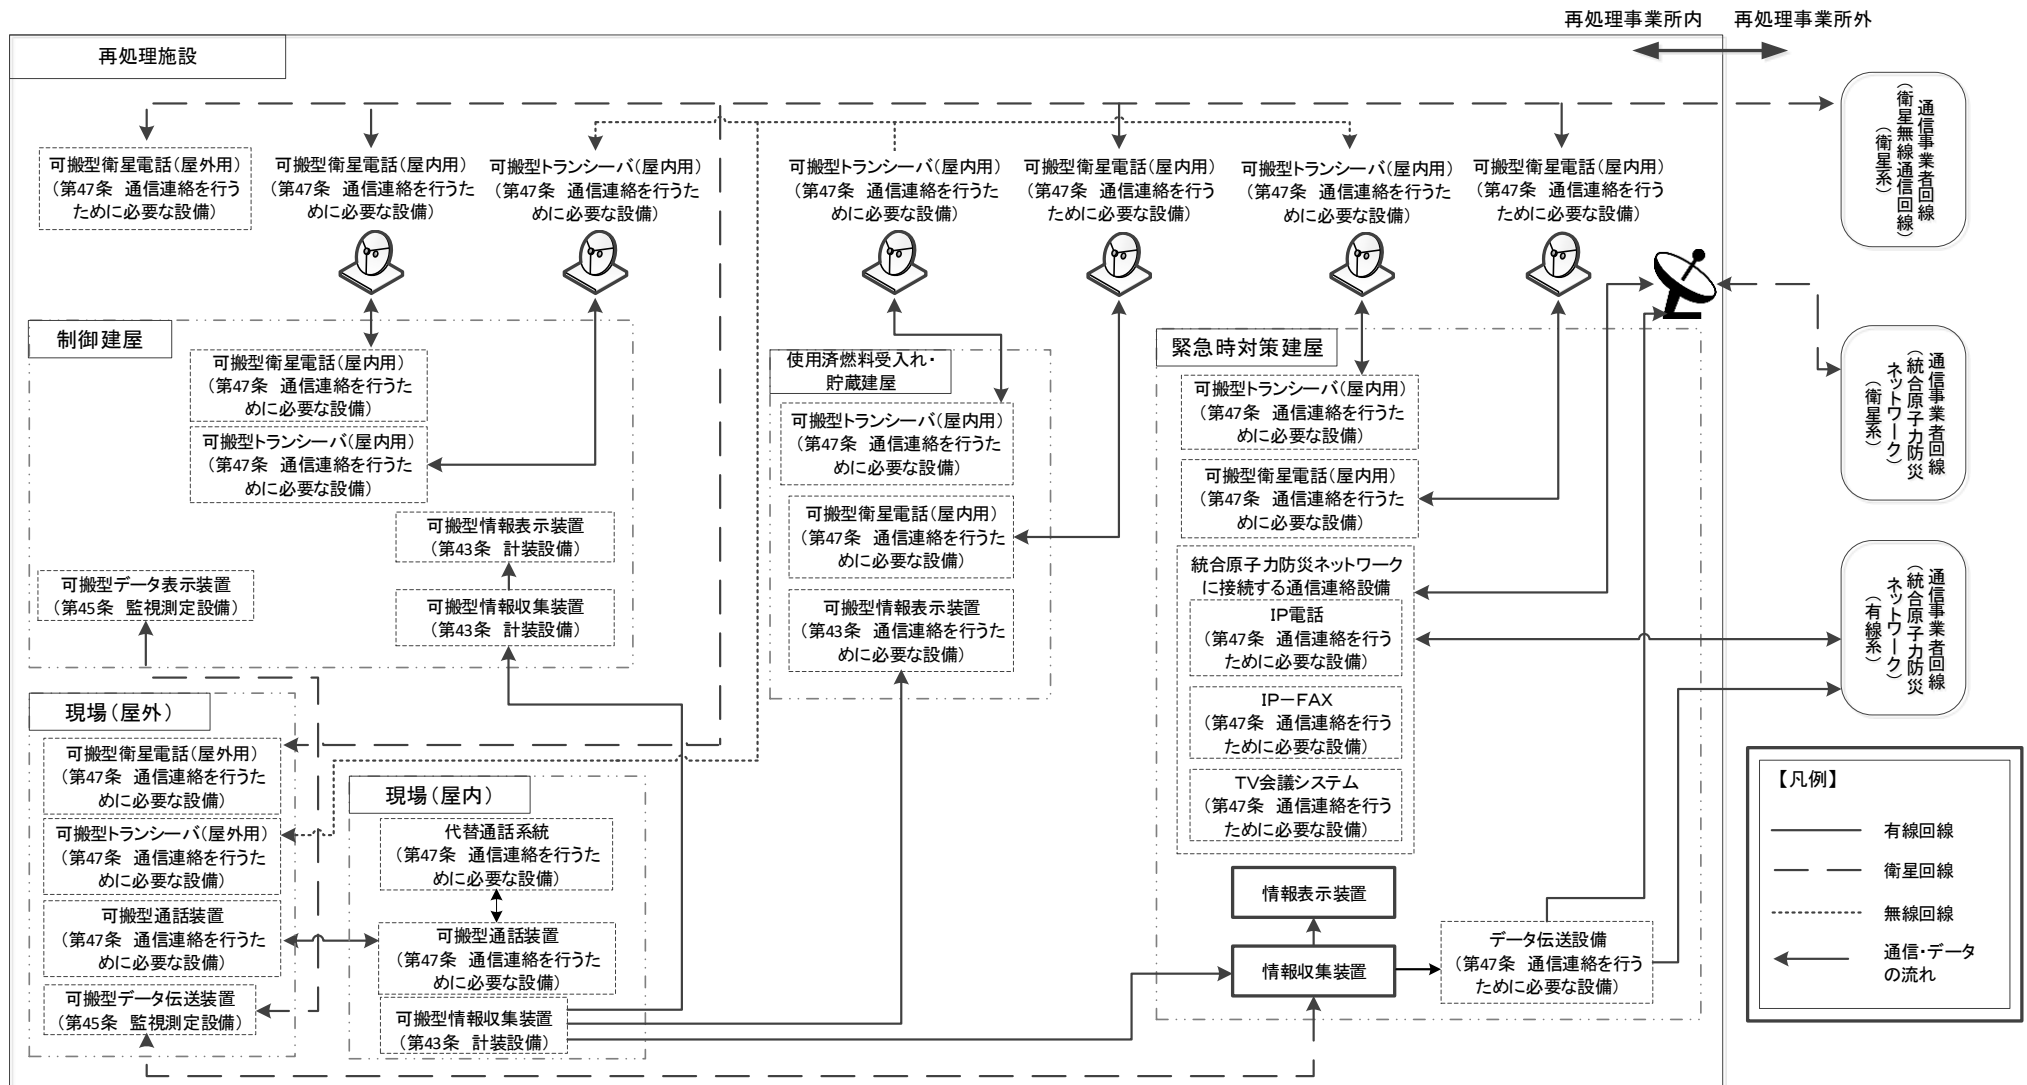 再処理事業所内
再処理事業所外
再処理施設
可搬型衛星電話(屋外用)
(第47条 通信連絡を行う
ために必要な設備)
可搬型衛星電話(屋内用)
(第47条 通信連絡を行うた
めに必要な設備)
可搬型トランシーバ(屋内用)
(第47条 通信連絡を行うた
めに必要な設備)
可搬型トランシーバ(屋内用)
(第47条 通信連絡を行うた
めに必要な設備)
可搬型衛星電話(屋内用)
(第47条 通信連絡を行う
ために必要な設備)
可搬型トランシーバ(屋内用)
(第47条 通信連絡を行うた
めに必要な設備)
可搬型衛星電話(屋内用)
(第47条 通信連絡を行う
ために必要な設備)
通信事業者回線
(衛星無線通信回線)
(衛星系)
制御建屋
可搬型衛星電話(屋内用)
(第47条 通信連絡を行うた
めに必要な設備)
可搬型トランシーバ(屋内用)
(第47条 通信連絡を行うた
めに必要な設備)
可搬型情報表示装置
(第43条 計装設備)
可搬型データ表示装置
(第45条 監視測定設備)
可搬型情報収集装置
(第43条 計装設備)
使用済燃料受入れ・
貯蔵建屋
可搬型トランシーバ(屋内用)
(第47条 通信連絡を行うた
めに必要な設備)
可搬型衛星電話(屋内用)
(第47条 通信連絡を行うた
めに必要な設備)
可搬型情報表示装置
(第43条 通信連絡を行うた
めに必要な設備)
緊急時対策建屋
可搬型トランシーバ(屋内用)
(第47条 通信連絡を行うた
めに必要な設備)
可搬型衛星電話(屋内用)
(第47条 通信連絡を行うた
めに必要な設備)
統合原子力防災ネットワーク
に接続する通信連絡設備
IP電話
(第47条 通信連絡を行う
ために必要な設備)
IP-FAX
(第47条 通信連絡を行う
ために必要な設備)
TV会議システム
(第47条 通信連絡を行う
ために必要な設備)
情報表示装置
情報収集装置
データ伝送設備
(第47条 通信連絡を行う
ために必要な設備)
通信事業者回線
(統合原子力防災
ネットワーク)
(衛星系)
通信事業者回線
(統合原子力防災
ネットワーク)
(有線系)
現場(屋外)
可搬型衛星電話(屋外用)
(第47条 通信連絡を行うた
めに必要な設備)
可搬型トランシーバ(屋外用)
(第47条 通信連絡を行うた
めに必要な設備)
可搬型通話装置
(第47条 通信連絡を行うた
めに必要な設備)
可搬型データ伝送装置
(第45条 監視測定設備)
現場(屋内)
代替通話系統
(第47条 通信連絡を行うた
めに必要な設備)
可搬型通話装置
(第47条 通信連絡を行うた
めに必要な設備)
可搬型情報収集装置
(第43条 計装設備)
【凡例】
有線回線
衛星回線
無線回線
通信・データ
の流れ